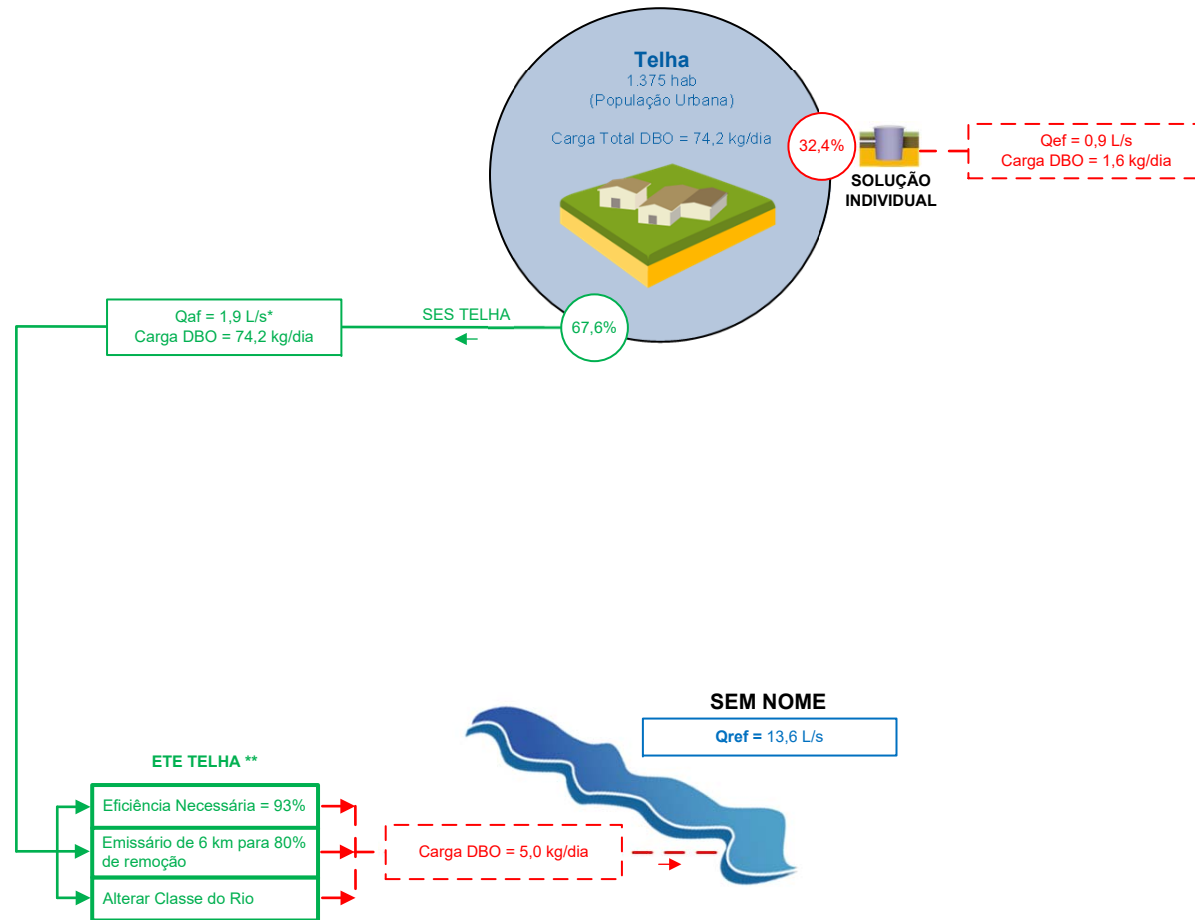 Telha
1.375 hab
(População Urbana)
Carga Total DBO = 74,2 kg/dia
32,4%
SOLUÇÃO
INDIVIDUAL
Qef = 0,9 L/s
Carga DBO = 1,6 kg/dia
Qaf = 1,9 L/s*
Carga DBO = 74,2 kg/dia
SES TELHA
67,6%
SEM NOME
Qref = 13,6 L/s
ETE TELHA **
Eficiência Necessária = 93%
Emissário de 6 km para 80%
de remoção
Alterar Classe do Rio
Carga DBO = 5,0 kg/dia